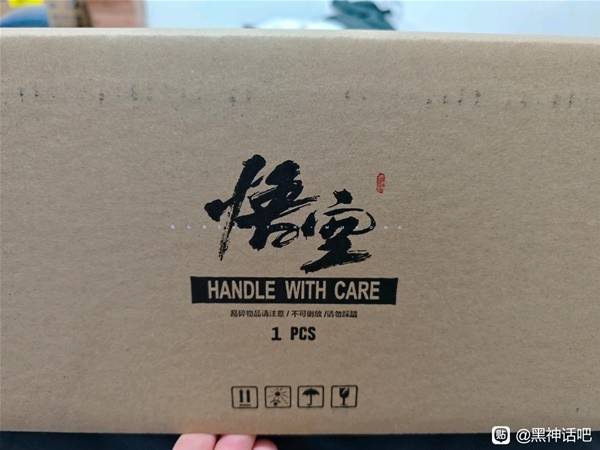 悟空
HANDLE WITH CARE
易碎物品请注意/不可倒放/请勿踩踏
1 PCS
贴 @黑神话吧